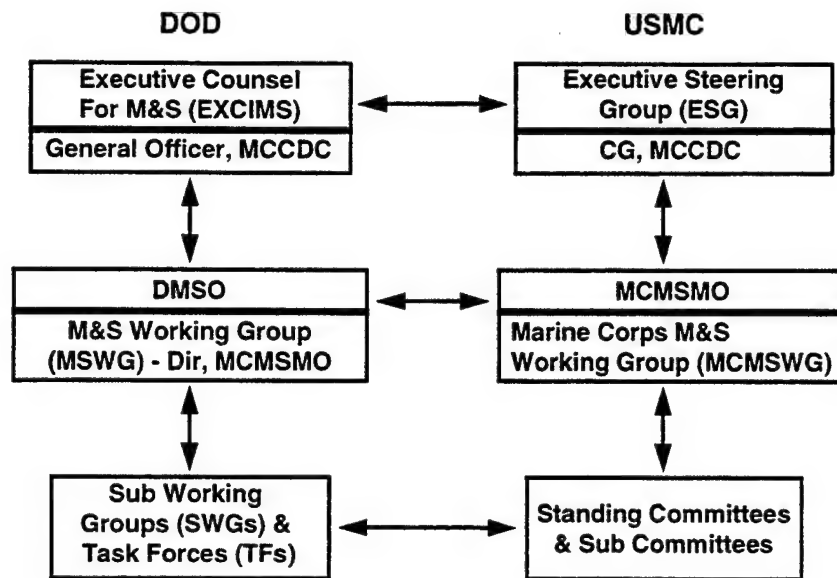 DOD
USMC
Executive Counsel
For M&S (EXCIMS)
General Officer, MCCDC
Executive Steering
Group (ESG)
CG, MCCDC
DMSO
M&S Working Group
(MSWG) - Dir, MCMSMO
MCMSMO
Marine Corps M&S
Working Group (MCMSWG)
Sub Working
Groups (SWGs) &
Task Forces (TFs)
Standing Committees
& Sub Committees